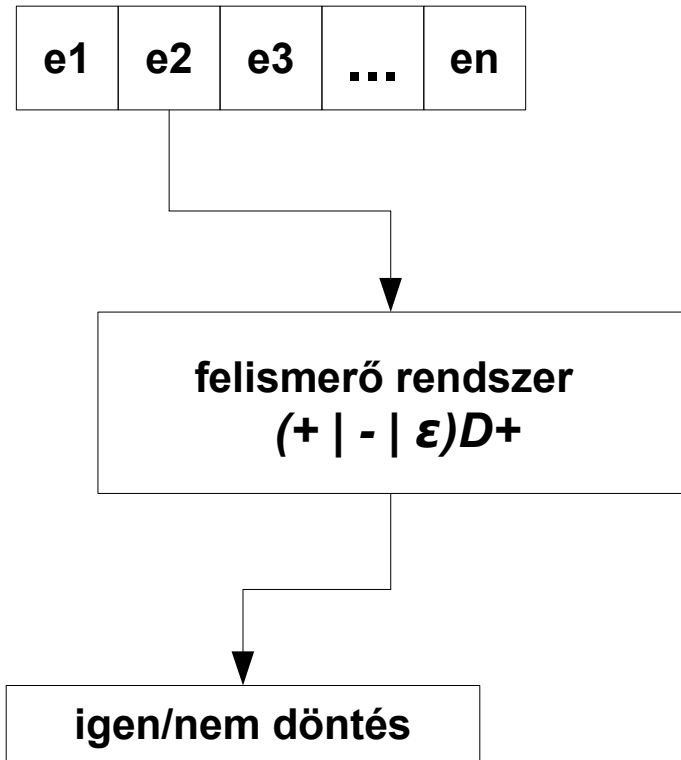 e1 e2 e3 ... en
felismerő rendszer
(+ | - | ε)D+
igen/nem döntés